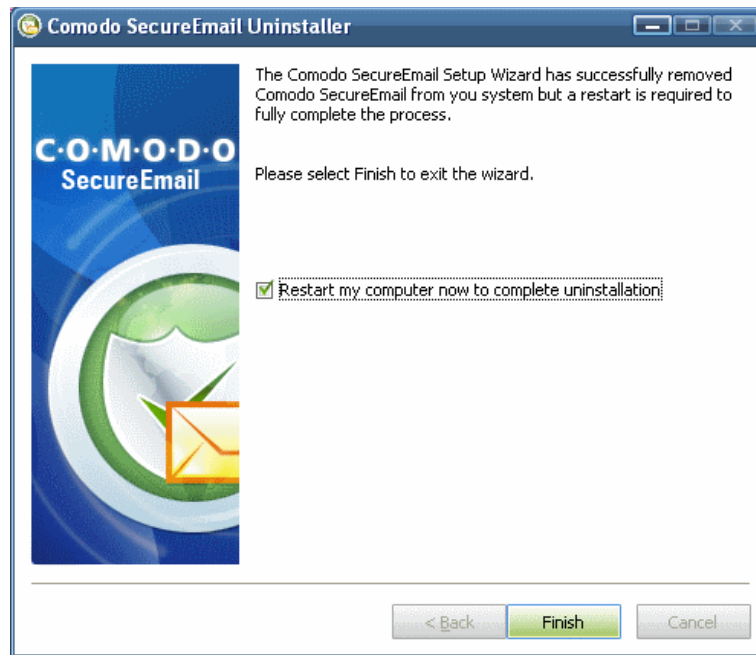 Comodo SecureEmail Uninstaller
The Comodo SecureEmail Setup Wizard has successfully removed
Comodo SecureEmail from you system but a restart is required to
fully complete the process.
C·O·M·O·D·O
SecureEmail
Please select Finish to exit the wizard.
Restart my computer now to complete uninstallation
< Back
Finish
Cancel